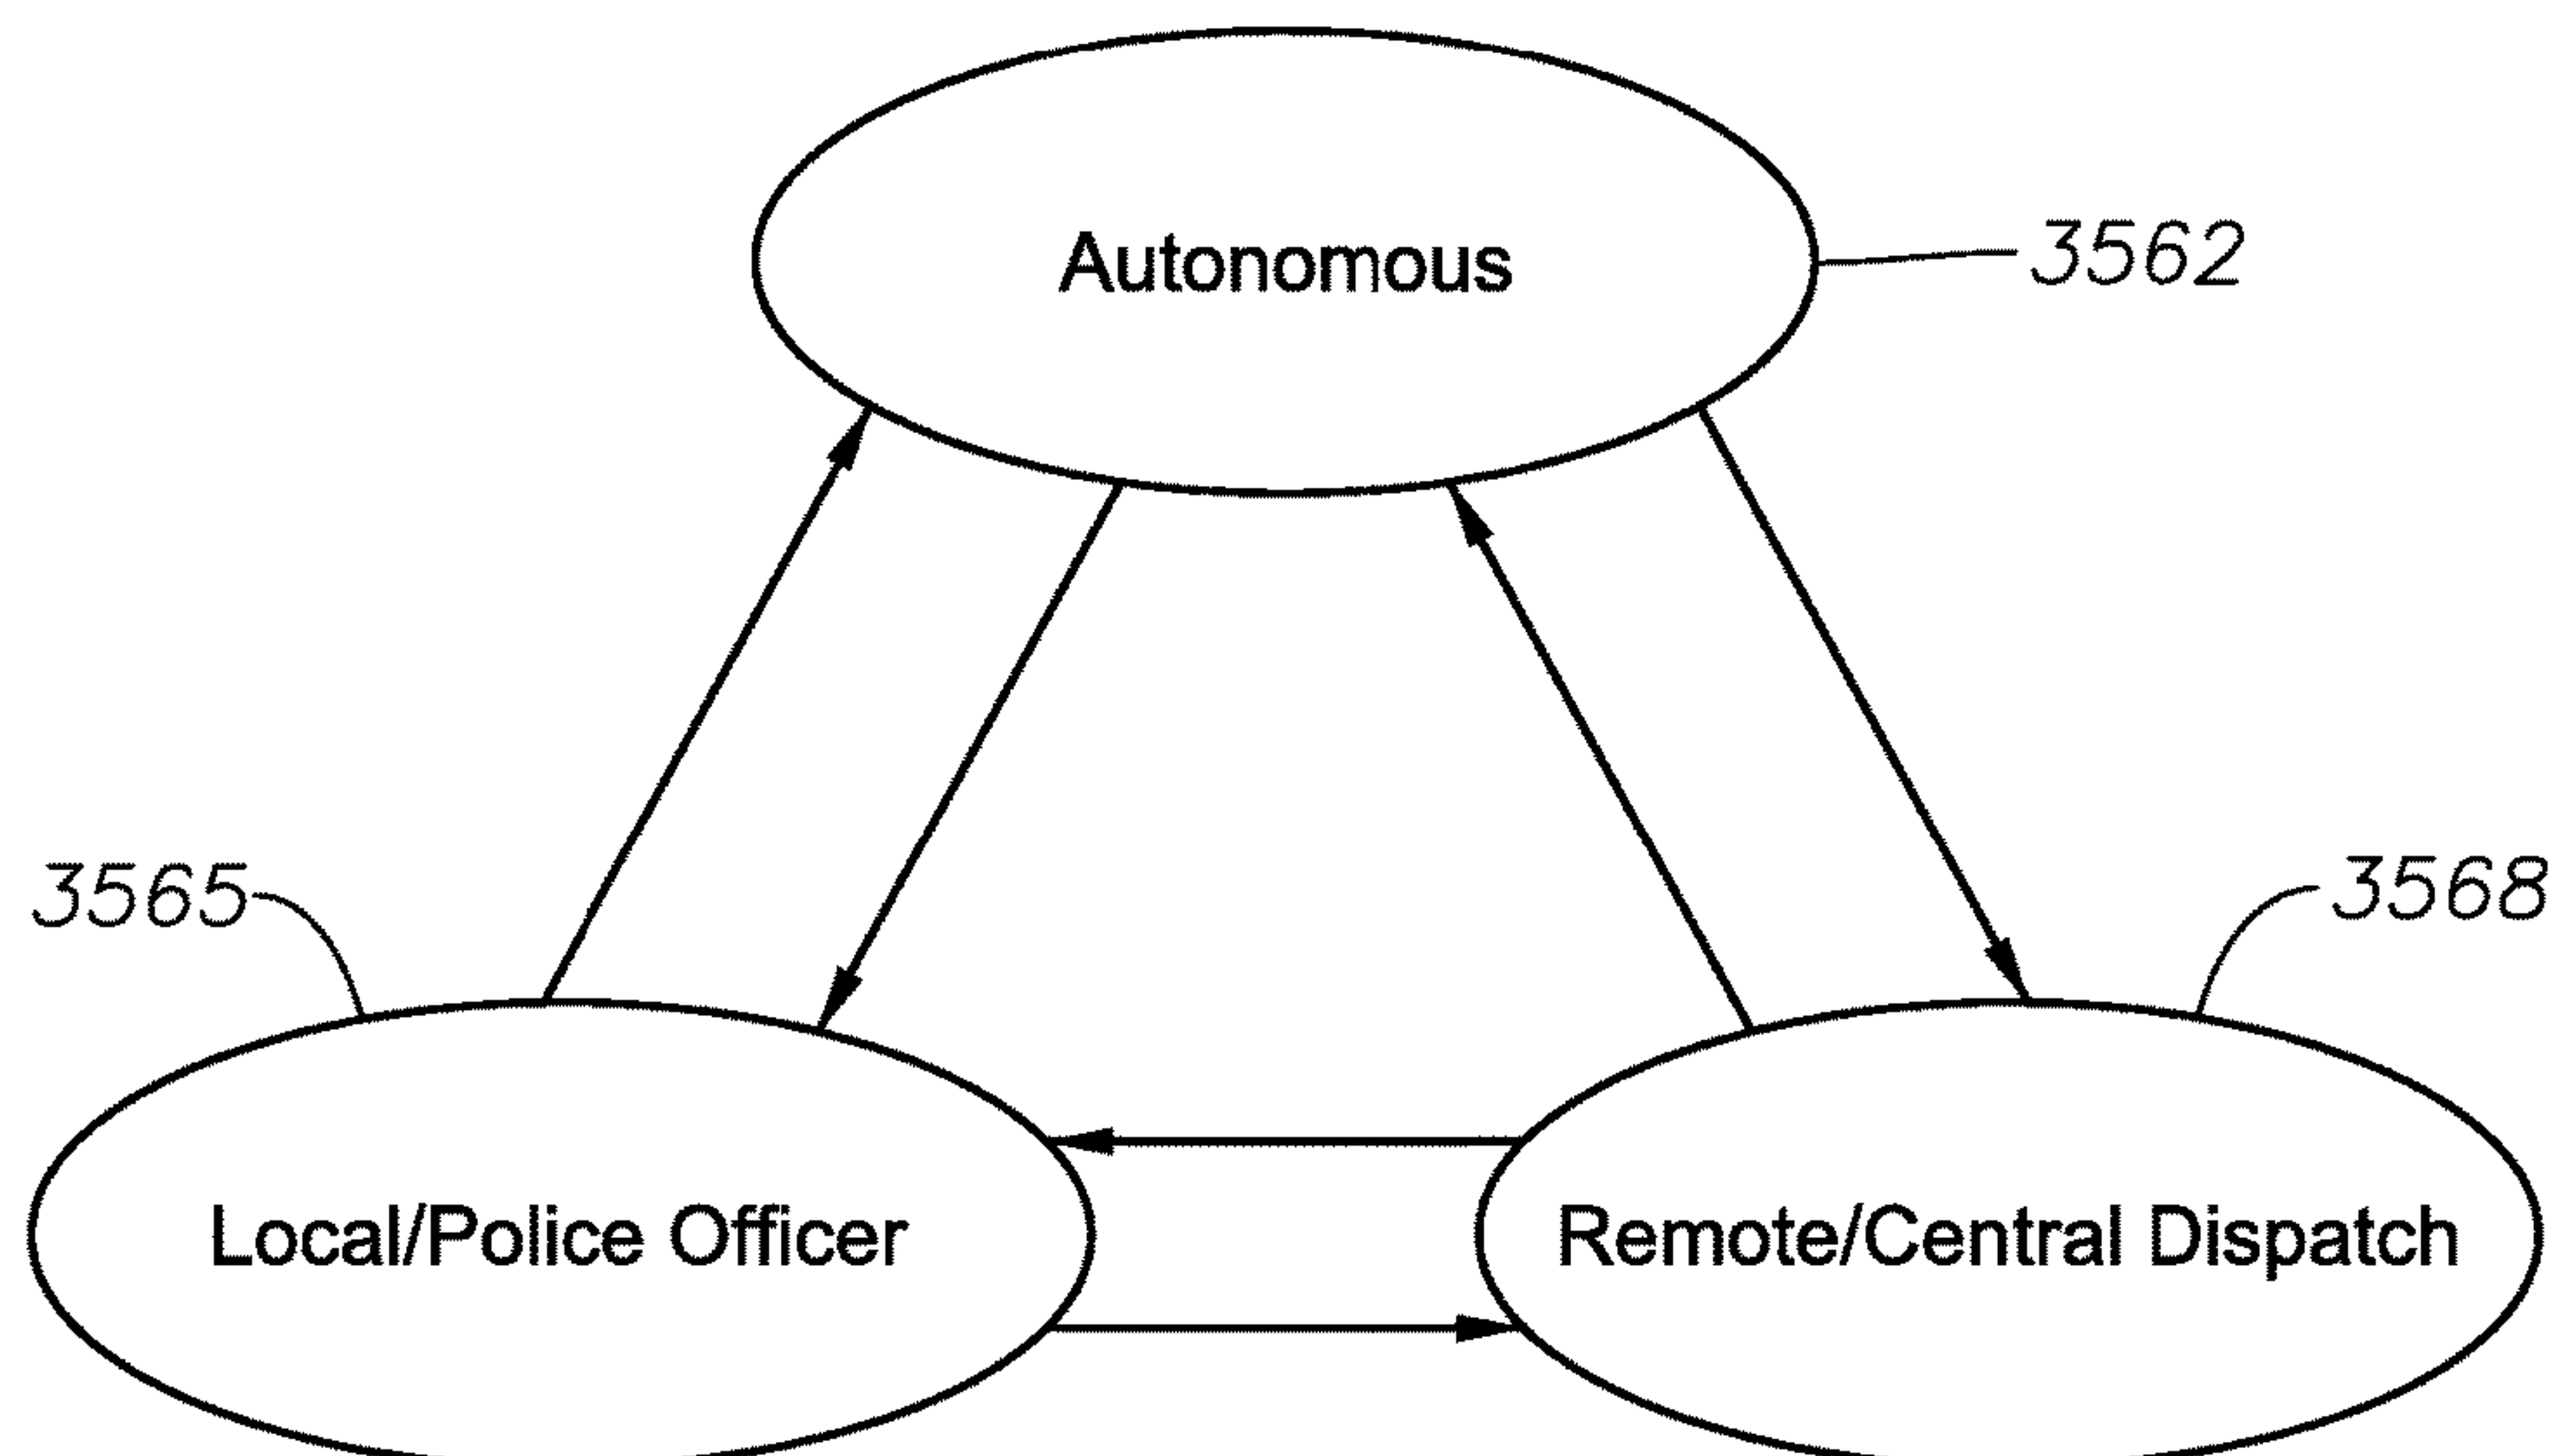 Autonomous
3562
3565
3568
Local/Police Officer
Remote/Central Dispatch